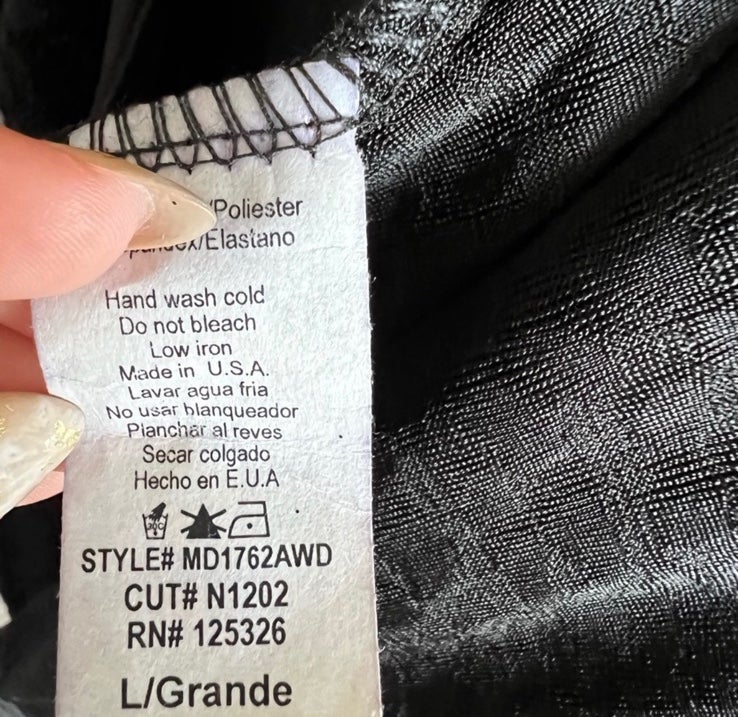 /Poliester
/Elastano
Hand wash cold
Do not bleach
Low iron
Made in U.S.A.
Lavar agua fria
No usar blanqueador
Planchar al reves
Secar colgado
Hecho en E.U.A
STYLE# MD1762AWD
CUT# N1202
RN# 125326
L/Grande